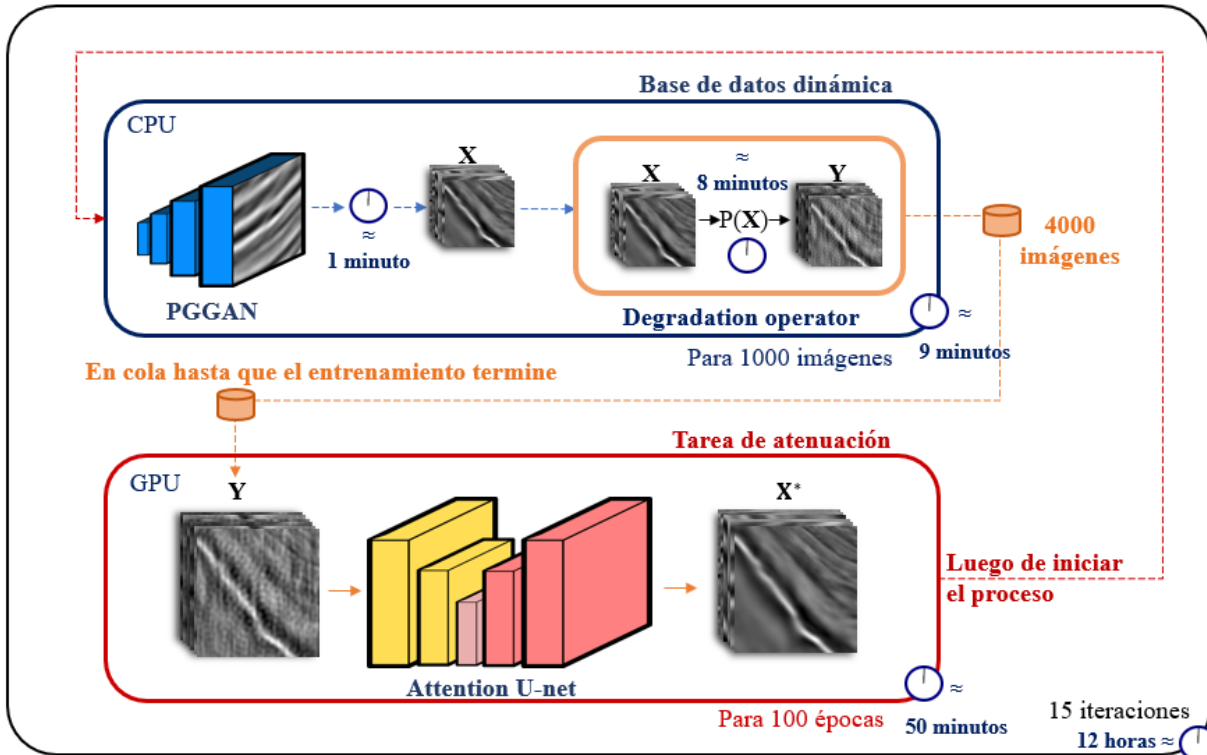 Base de datos dinámica
CPU
X
≈
1 minuto
PGGAN
X
≈
8 minutos
P(X)
Y
Degradation operator
4000
imágenes
Para 1000 imágenes
≈
9 minutos
En cola hasta que el entrenamiento termine
Tarea de atenuación
GPU
Y
X*
Attention U-net
Luego de iniciar
el proceso
Para 100 épocas
≈
50 minutos
15 iteraciones
12 horas ≈